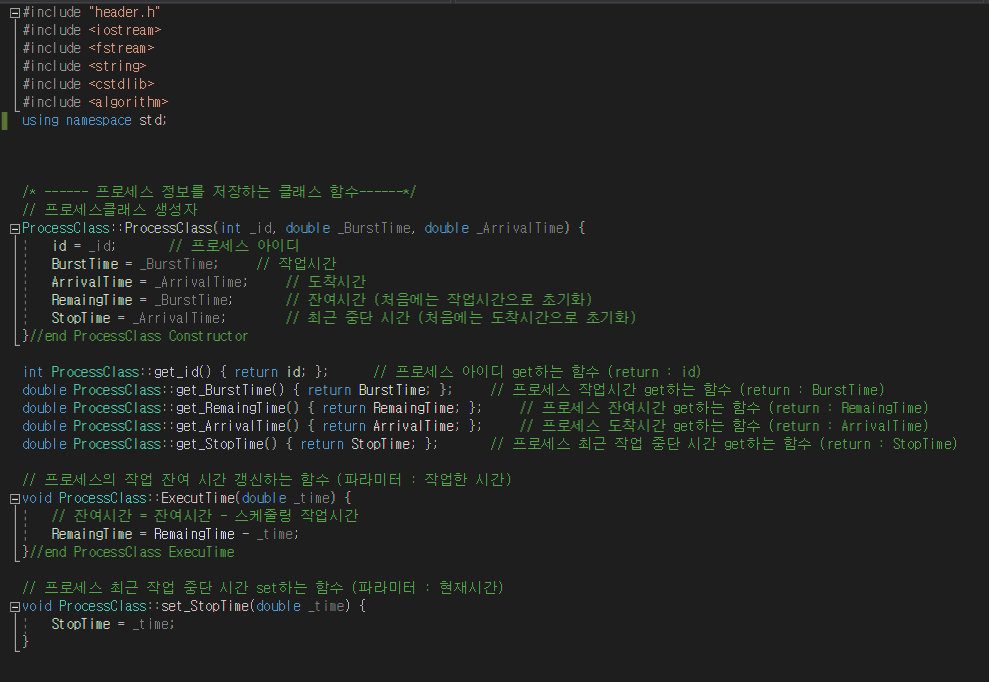 #include "header.h"
#include <iostream>
#include <fstream>
#include <string>
#include <cstdlib>
#include <algorithm>
using namespace std;
/* ------ 프로세스 정보를 저장하는 클래스 함수------*/
// 프로세스클래스 생성자
ProcessClass::ProcessClass(int _id, double _BurstTime, double _ArrivalTime) {
id = _id; // 프로세스 아이디
BurstTime = _BurstTime; // 작업시간
ArrivalTime = _ArrivalTime; // 도착시간
RemaingTime = _BurstTime; // 잔여시간 (처음에는 작업시간으로 초기화)
StopTime = _ArrivalTime; // 최근 중단 시간 (처음에는 도착시간으로 초기화)
}//end ProcessClass Constructor
int ProcessClass::get_id() { return id; }; // 프로세스 아이디 get하는 함수 (return : id)
double ProcessClass::get_BurstTime() { return BurstTime; }; // 프로세스 작업시간 get하는 함수 (return : BurstTime)
double ProcessClass::get_RemaingTime() { return RemaingTime; }; // 프로세스 잔여시간 get하는 함수 (return : RemaingTime)
double ProcessClass::get_ArrivalTime() { return ArrivalTime; }; // 프로세스 도착시간 get하는 함수 (return : ArrivalTime)
double ProcessClass::get_StopTime() { return StopTime; }; // 프로세스 최근 작업 중단 시간 get하는 함수 (return : StopTime)
// 프로세스의 작업 잔여 시간 갱신하는 함수 (파라미터 : 작업한 시간)
void ProcessClass::ExecutTime(double _time) {
// 잔여시간 = 잔여시간 - 스케줄링 작업시간
RemaingTime = RemaingTime - _time;
}//end ProcessClass ExecuTime
// 프로세스 최근 작업 중단 시간 set하는 함수 (파라미터 : 현재시간)
void ProcessClass::set_StopTime(double _time) {
StopTime = _time;
}